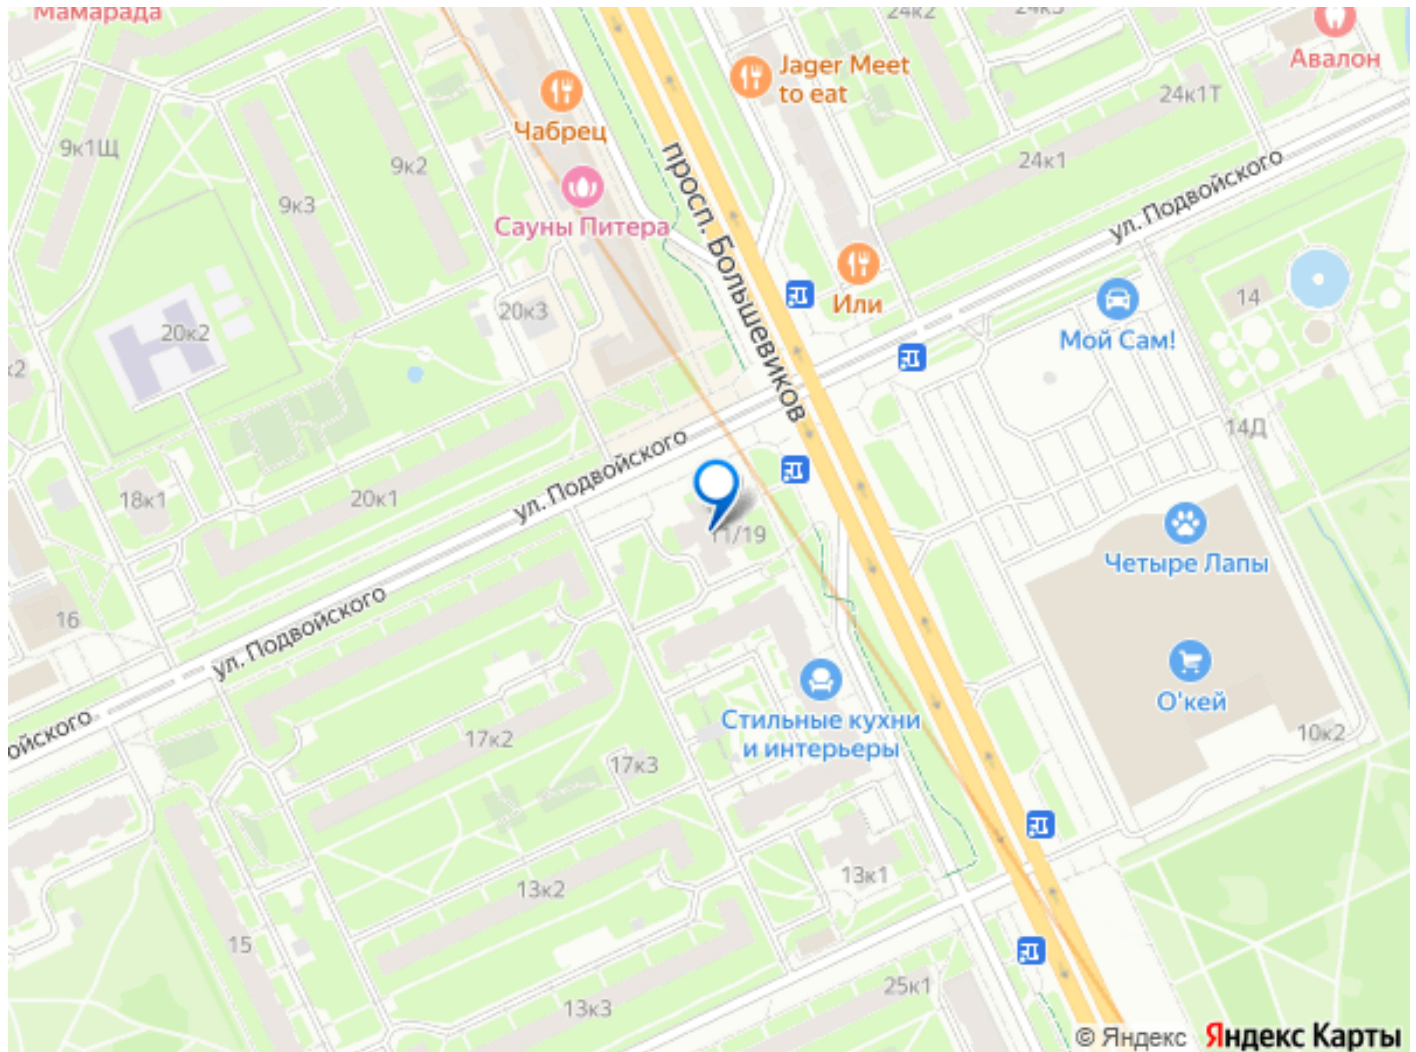 Мамарада
24к2
24к3
Авалон
Jager Meet
to eat
24к1Т
Чабрец
9к1Щ
9к2
24к1
9к3
Сауны Питера
просп. Большевиков
ул. Подвойского
20к2
20к3
Или
14
Мой Сам!
к2
18к1
20к1
ул. Подвойского
14Д
11/19
Четыре Лапы
16
ул. Подвойского
О'кей
10к2
ойского
17к2
17к3
Стильные кухни
и интерьеры
13к2
13к1
15
13к3
25к1
© Яндекс
Яндекс Карты